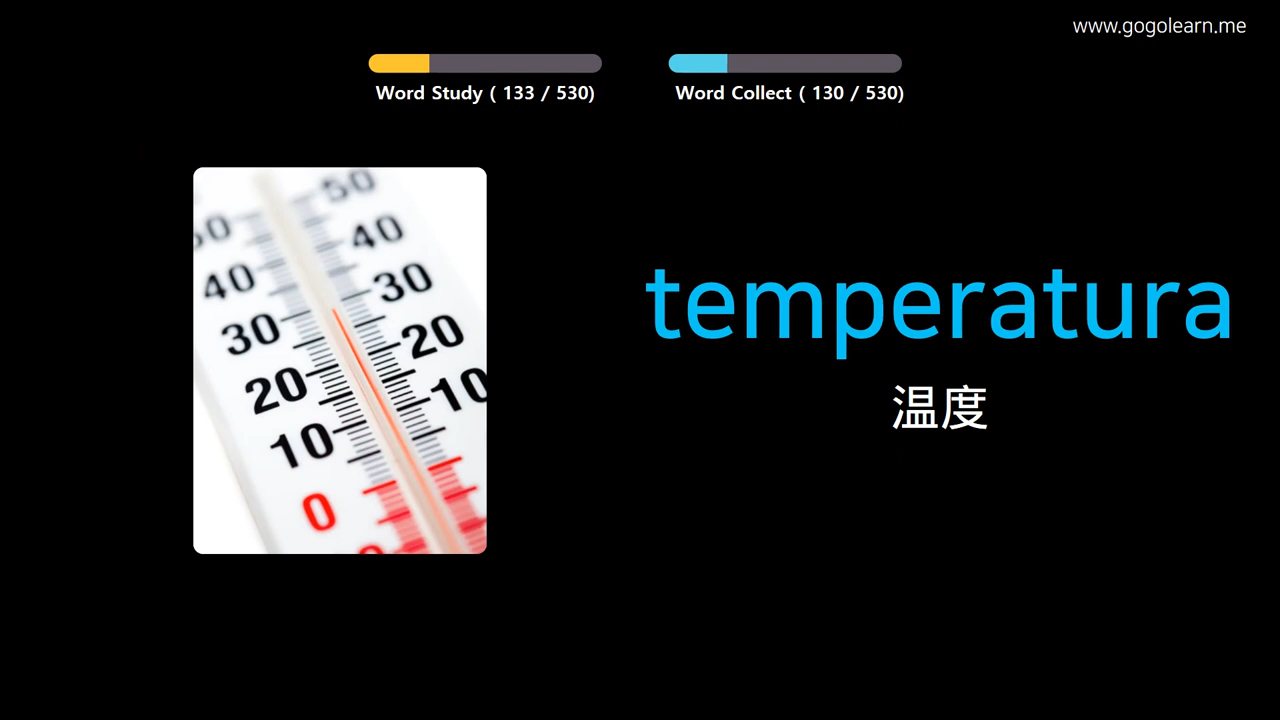 www.gogolearn.me
Word Study ( 133 / 530)
Word Collect ( 130 / 530)
50
40
40
30
30
20
20
10
10
0
temperatura
温度